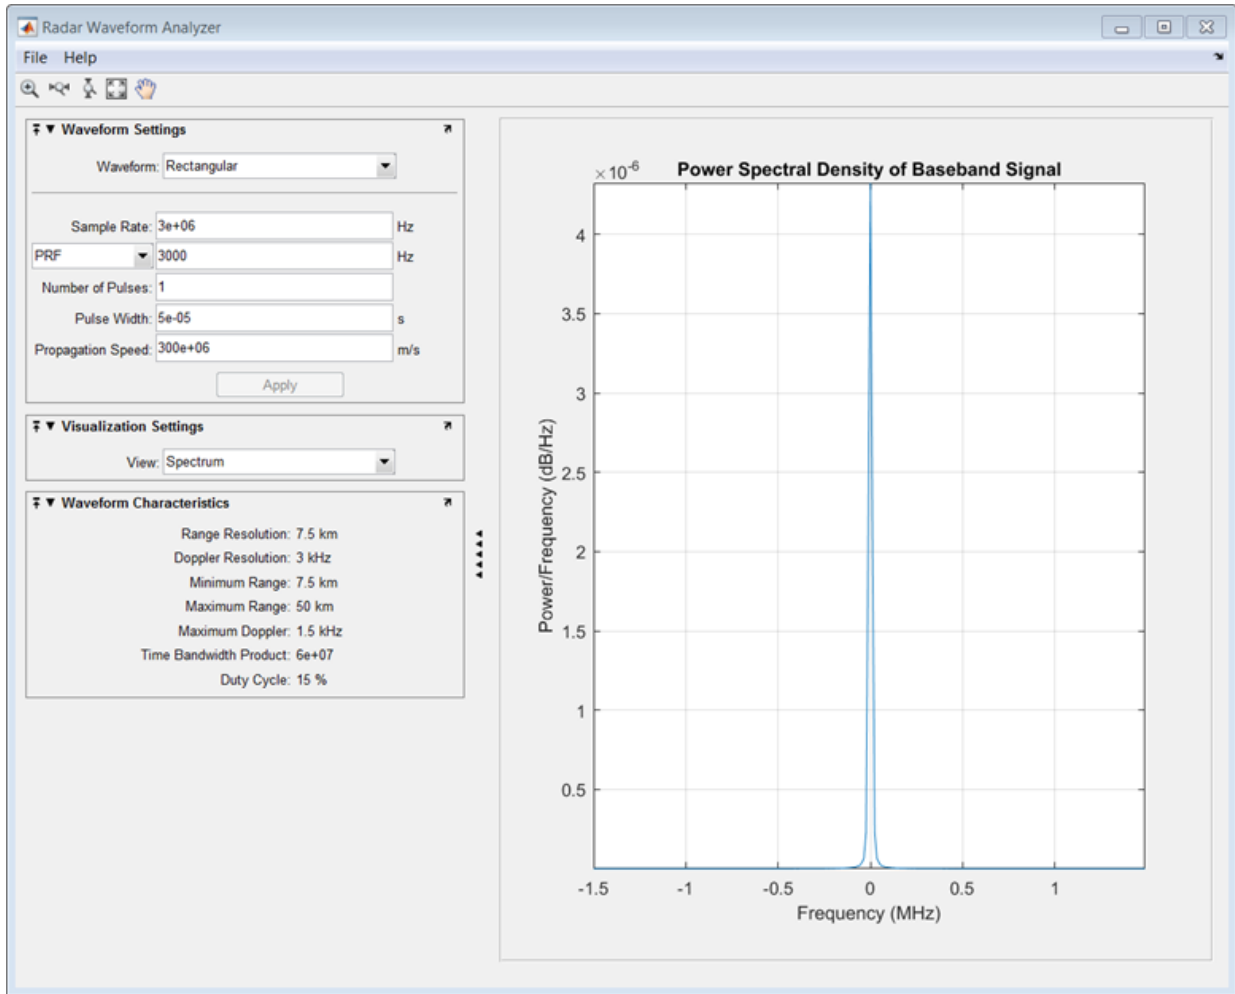 Radar Waveform Analyzer
File Help
Waveform Settings
Waveform: Rectangular
Sample Rate: 3e+06 Hz
PRF 3000 Hz
Number of Pulses: 1
Pulse Width: 5e-05 s
Propagation Speed: 300e+06 m/s
Apply
Visualization Settings
View: Spectrum
Waveform Characteristics
Range Resolution: 7.5 km
Doppler Resolution: 3 kHz
Minimum Range: 7.5 km
Maximum Range: 50 km
Maximum Doppler: 1.5 kHz
Time Bandwidth Product: 6e+07
Duty Cycle: 15 %
×10^-6 Power Spectral Density of Baseband Signal
4
3.5
3
2.5
2
1.5
1
0.5
Power/Frequency (dB/Hz)
-1.5 -1 -0.5 0 0.5 1
Frequency (MHz)